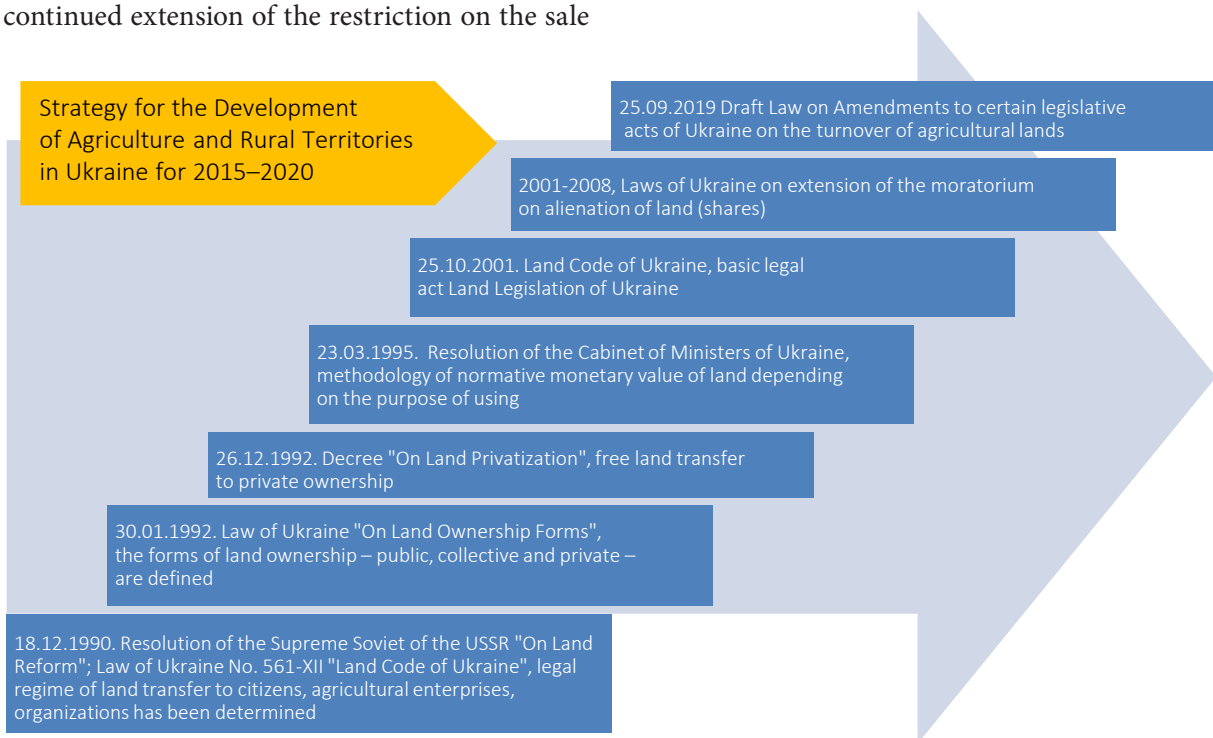 continued extension of the restriction on the sale
Strategy for the Development
of Agriculture and Rural Territories
in Ukraine for 2015–2020
25.09.2019 Draft Law on Amendments to certain legislative
acts of Ukraine on the turnover of agricultural lands
2001-2008, Laws of Ukraine on extension of the moratorium
on alienation of land (shares)
25.10.2001. Land Code of Ukraine, basic legal
act Land Legislation of Ukraine
23.03.1995. Resolution of the Cabinet of Ministers of Ukraine,
methodology of normative monetary value of land depending
on the purpose of using
26.12.1992. Decree "On Land Privatization", free land transfer
to private ownership
30.01.1992. Law of Ukraine "On Land Ownership Forms",
the forms of land ownership – public, collective and private –
are defined
18.12.1990. Resolution of the Supreme Soviet of the USSR "On Land
Reform"; Law of Ukraine No. 561-XII "Land Code of Ukraine", legal
regime of land transfer to citizens, agricultural enterprises,
organizations has been determined